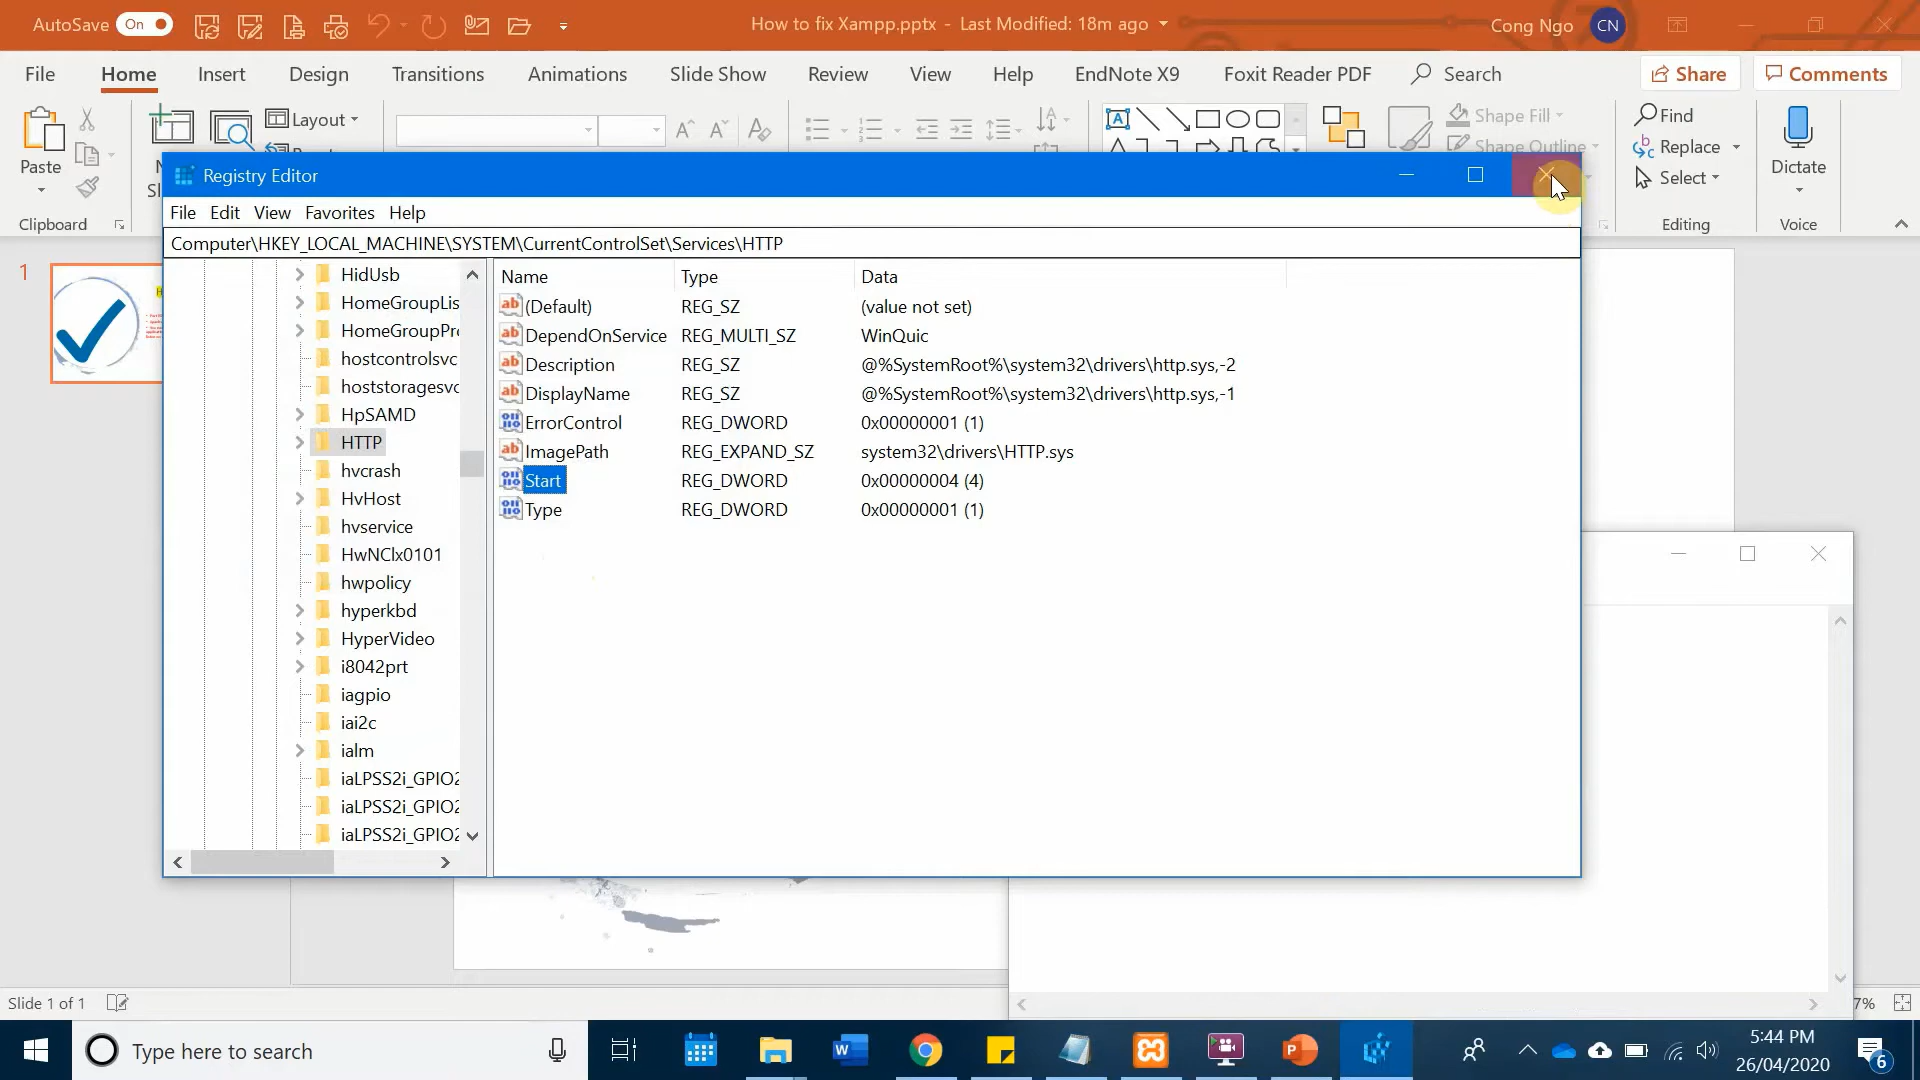 AutoSave On
How to fix Xampp.pptx - Last Modified: 18m ago
Cong Ngo CN
File Home Insert Design Transitions Animations Slide Show Review View Help EndNote X9 Foxit Reader PDF Search Share Comments
Paste
Layout
Shape Fill
Shape Outline
Find
Replace
Select
Dictate
Clipboard
Editing
Voice
1
Registry Editor
File Edit View Favorites Help
Computer\HKEY_LOCAL_MACHINE\SYSTEM\CurrentControlSet\Services\HTTP
HidUsb
HomeGroupLis
HomeGroupPro
hostcontrolsvc
hoststoragesvc
HpSAMD
HTTP
hvcrash
HvHost
hvservice
HwNClx0101
hwpolicy
hyperkbd
HyperVideo
i8042prt
iagpio
iai2c
ialm
iaLPSS2i_GPIO2
iaLPSS2i_GPIO2
iaLPSS2i_GPIO2
Name Type Data
(Default) REG_SZ (value not set)
DependOnService REG_MULTI_SZ WinQuic
Description REG_SZ @%SystemRoot%\system32\drivers\http.sys,-2
DisplayName REG_SZ @%SystemRoot%\system32\drivers\http.sys,-1
ErrorControl REG_DWORD 0x00000001 (1)
ImagePath REG_EXPAND_SZ system32\drivers\HTTP.sys
Start REG_DWORD 0x00000004 (4)
Type REG_DWORD 0x00000001 (1)
Slide 1 of 1
7%
Type here to search
5:44 PM
26/04/2020
6